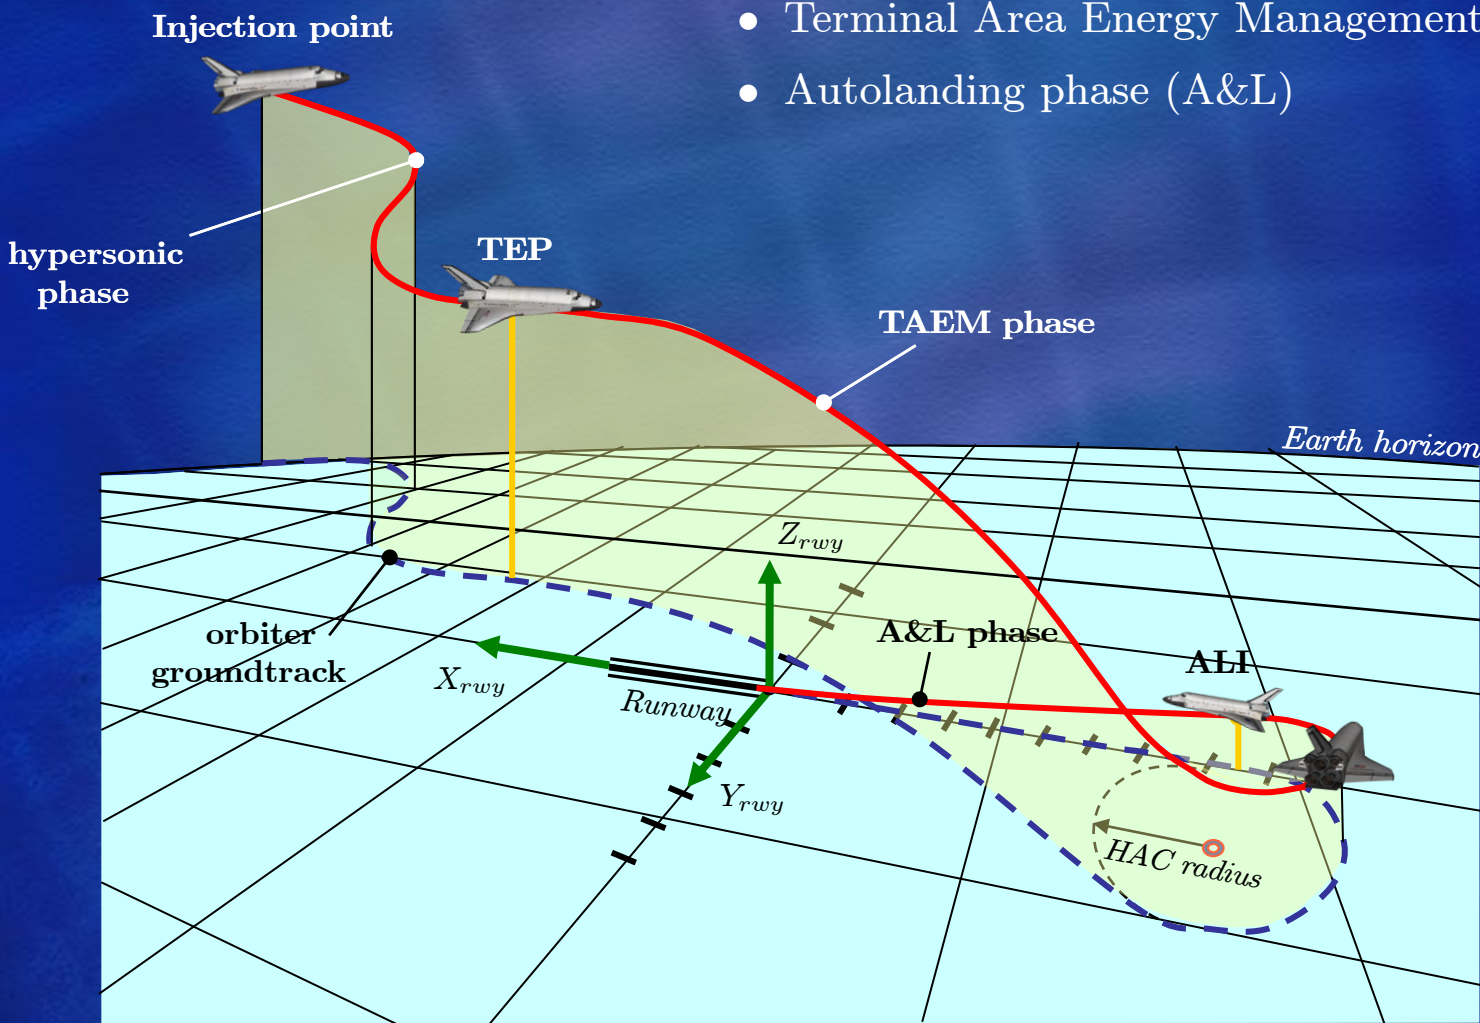 Injection point
• Terminal Area Energy Management
• Autolanding phase (A&L)
hypersonic
phase
TEP
TAEM phase
Earth horizon
Z_rwy
orbiter
groundtrack
A&L phase
ALI
X_rwy
Runway
Y_rwy
HAC radius